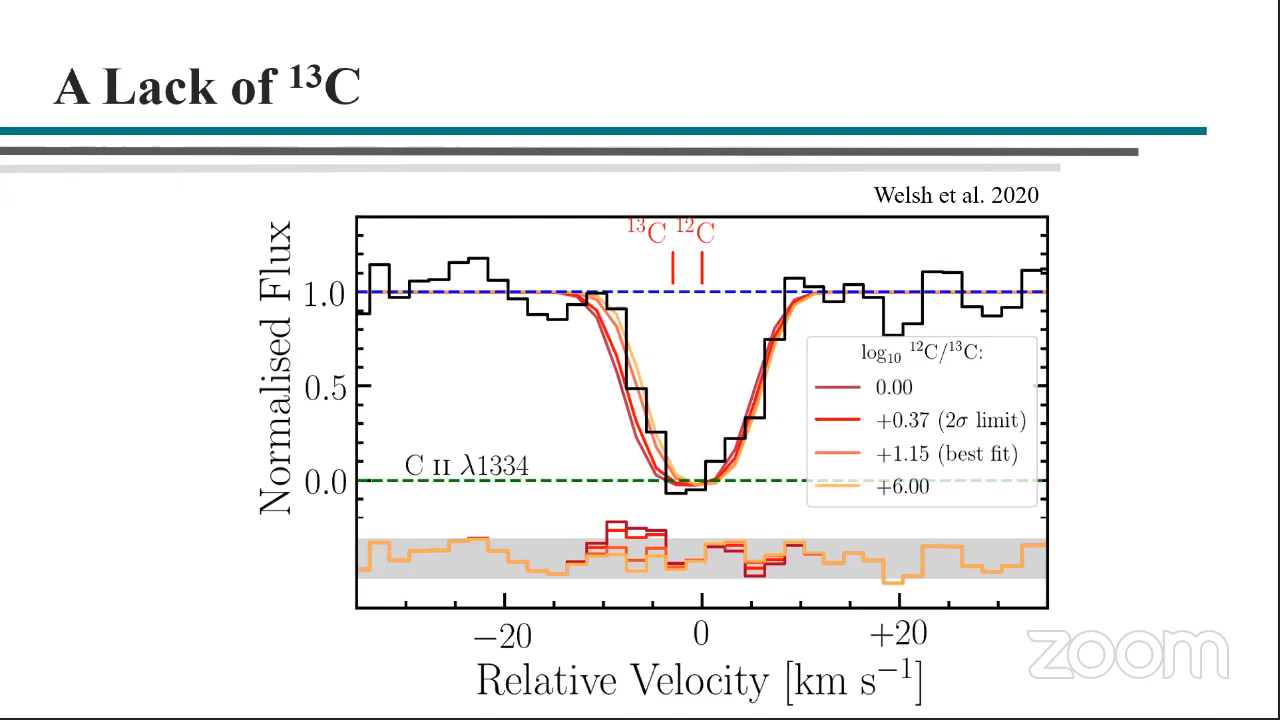 A Lack of ¹³C
Welsh et al. 2020
¹³C ¹²C
Normalised Flux
1.0
0.5
0.0
C II λ1334
log₁₀ ¹²C/¹³C:
0.00
+0.37 (2σ limit)
+1.15 (best fit)
+6.00
−20
0
+20
Relative Velocity [km s⁻¹]
zoom